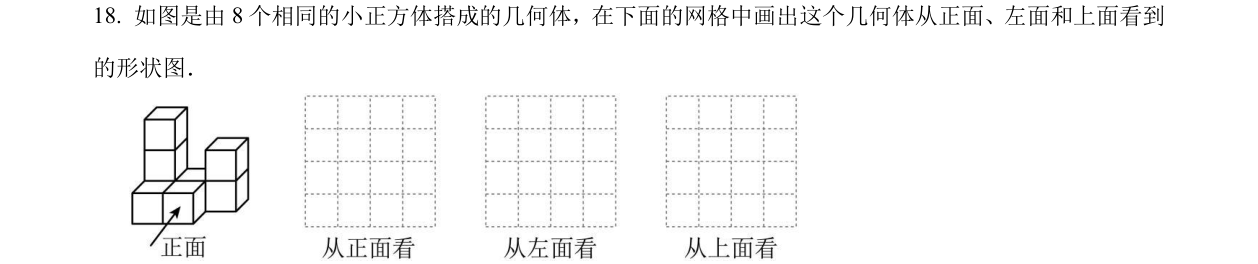 18. 如图是由 8 个相同的小正方体搭成的几何体，在下面的网格中画出这个几何体从正面、左面和上面看到
的形状图．
正面 从正面看 从左面看 从上面看